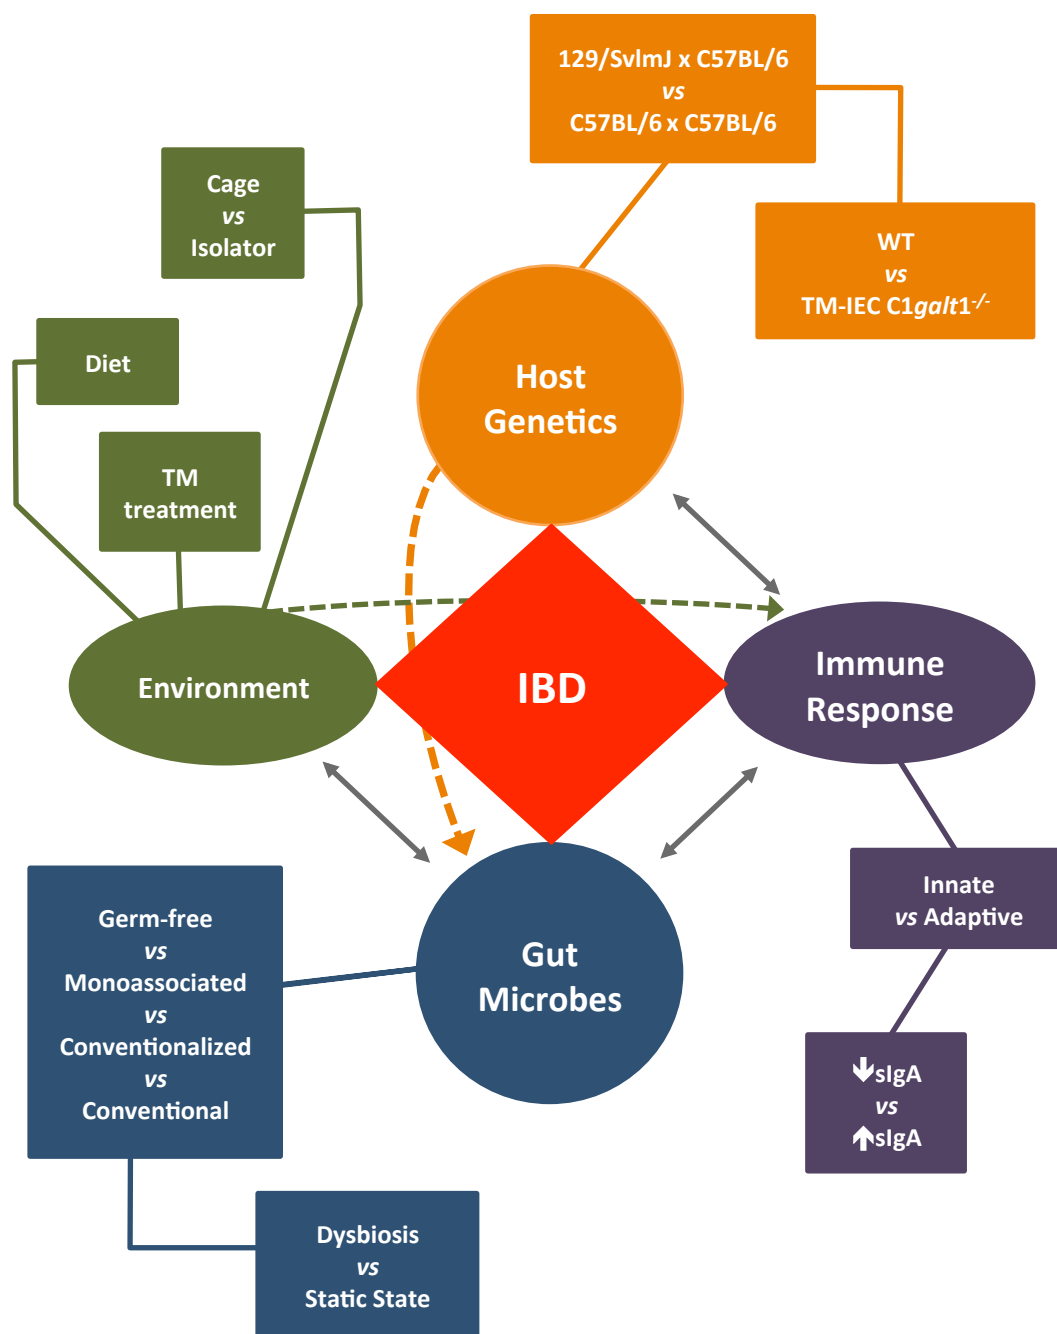 129/SvImJ x C57BL/6
vs
C57BL/6 x C57BL/6
Cage
vs
Isolator
WT
vs
TM-IEC C1galt1-/-
Diet
Host
Genetics
TM
treatment
Environment
IBD
Immune
Response
Innate
vs Adaptive
Germ-free
vs
Monoassociated
vs
Conventionalized
vs
Conventional
Gut
Microbes
🡻sIgA
vs
🡹sIgA
Dysbiosis
vs
Static State